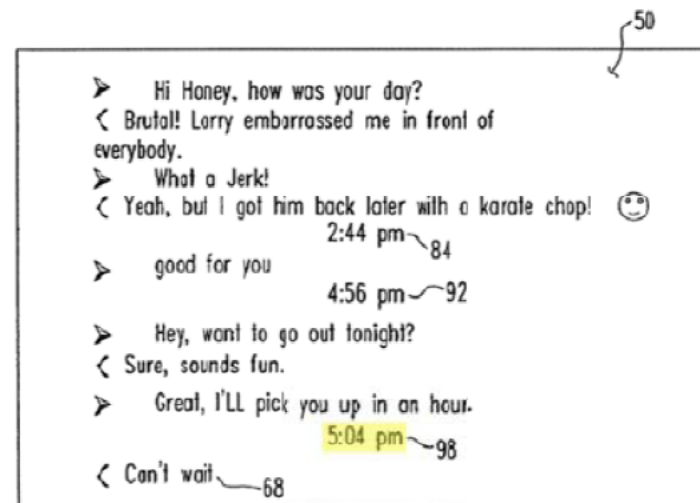 50
➤ Hi Honey, how was your day?
< Brutal! Larry embarrassed me in front of
everybody.
➤ What a Jerk!
< Yeah, but I got him back later with a karate chop!
2:44 pm 84
➤ good for you
4:56 pm 92
➤ Hey, want to go out tonight?
< Sure, sounds fun.
➤ Great, I'LL pick you up in an hour.
5:04 pm 98
< Can't wait 68